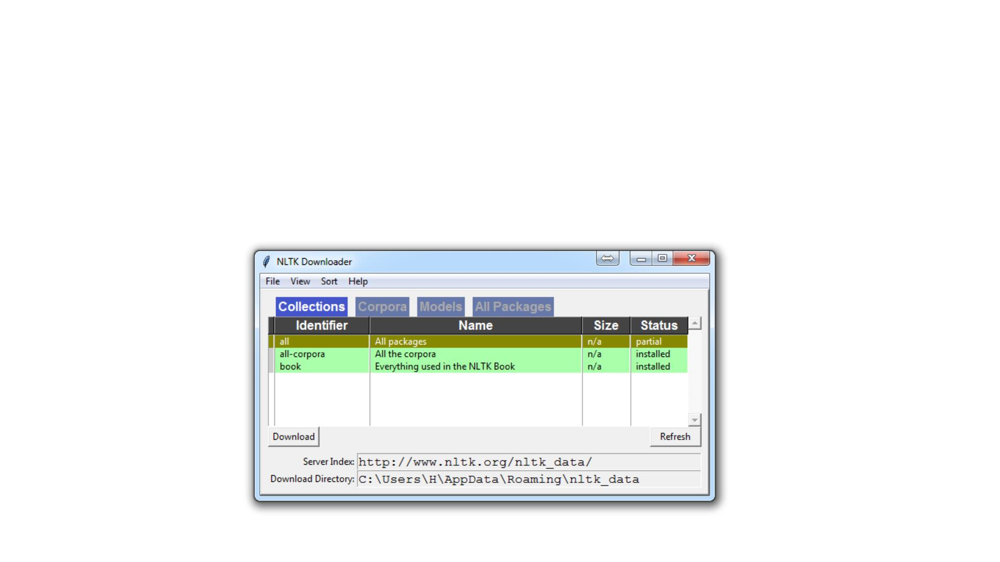 NLTK Downloader
File View Sort Help
Collections Corpora Models All Packages
Identifier Name Size Status
all All packages n/a partial
all-corpora All the corpora n/a installed
book Everything used in the NLTK Book n/a installed
Download Refresh
Server Index: http://www.nltk.org/nltk_data/
Download Directory: C:\Users\H\AppData\Roaming\nltk_data